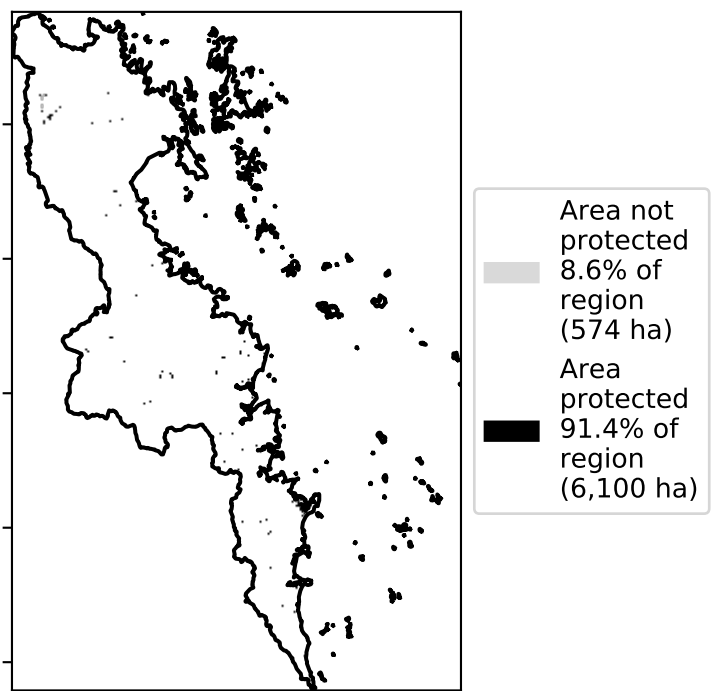 Area not
protected
8.6% of
region
(574 ha)
Area
protected
91.4% of
region
(6,100 ha)